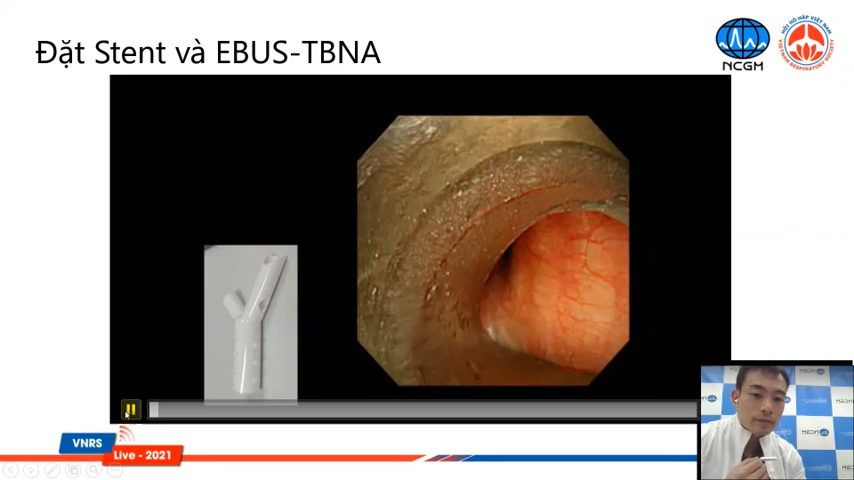 Đặt Stent và EBUS-TBNA
NCGM
HỘI HÔ HẤP VIỆT NAM
VIETNAM RESPIRATORY SOCIETY
VNRS
Live - 2021